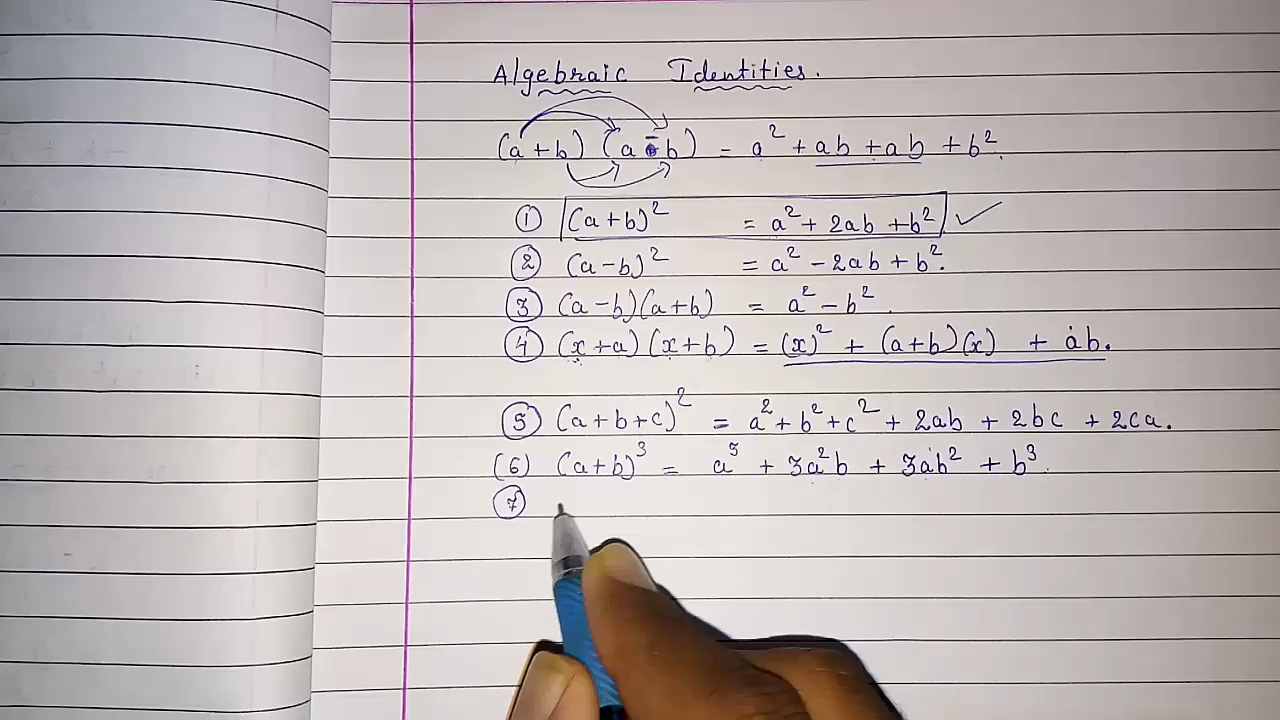 Algebraic Identities.
(a+b) (a-b) = a² + ab + ab + b².
① (a+b)² = a² + 2ab + b² ✓
② (a-b)² = a² - 2ab + b².
③ (a-b)(a+b) = a² - b².
④ (x+a)(x+b) = (x)² + (a+b)(x) + ab.
⑤ (a+b+c)² = a² + b² + c² + 2ab + 2bc + 2ca.
(6) (a+b)³ = a³ + 3a²b + 3ab² + b³.
⑦